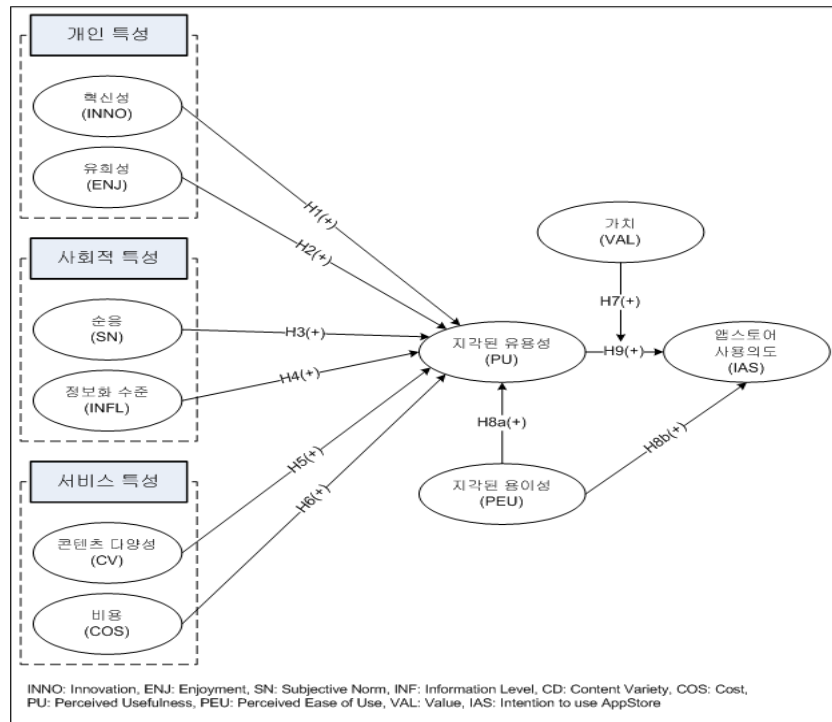 개인 특성
혁신성
(INNO)
유희성
(ENJ)
사회적 특성
순응
(SN)
정보화 수준
(INFL)
서비스 특성
콘텐츠 다양성
(CV)
비용
(COS)
H1(+)
H2(+)
H3(+)
H4(+)
H5(+)
H6(+)
지각된 유용성
(PU)
H8a(+)
지각된 용이성
(PEU)
가치
(VAL)
H7(+)
H9(+)
H8b(+)
앱스토어
사용의도
(IAS)
INNO: Innovation, ENJ: Enjoyment, SN: Subjective Norm, INF: Information Level, CD: Content Variety, COS: Cost,
PU: Perceived Usefulness, PEU: Perceived Ease of Use, VAL: Value, IAS: Intention to use AppStore